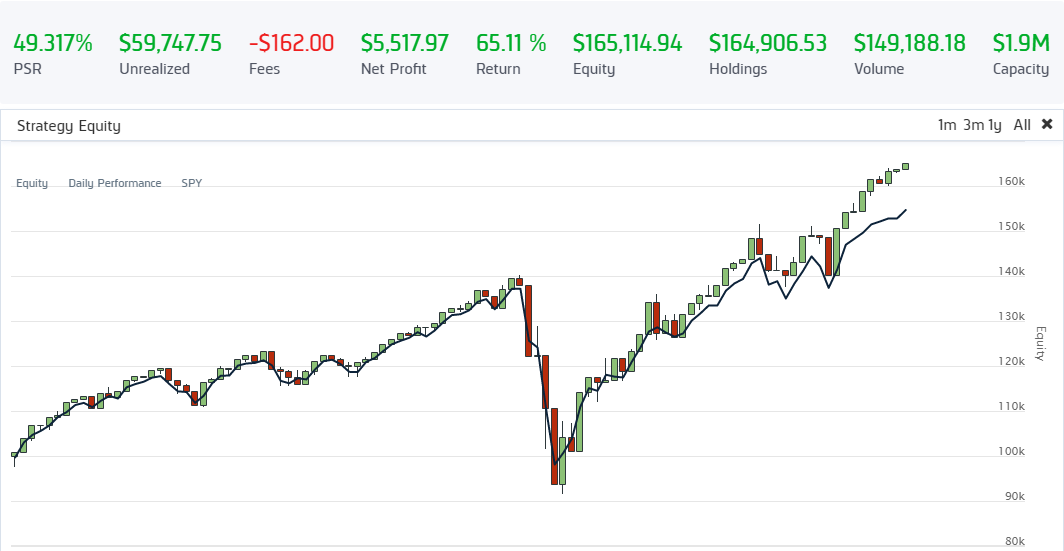 49.317% $59,747.75 -$162.00 $5,517.97 65.11 % $165,114.94 $164,906.53 $149,188.18 $1.9M
PSR Unrealized Fees Net Profit Return Equity Holdings Volume Capacity
Strategy Equity 1m 3m 1y All ✖
Equity Daily Performance SPY
160k
150k
140k
130k
Equity
120k
110k
100k
90k
80k